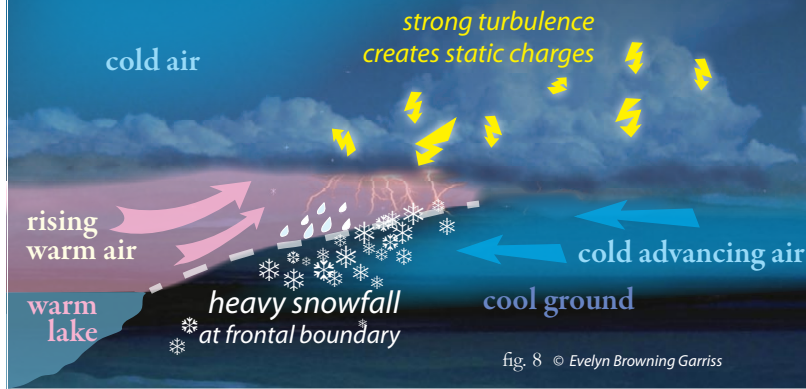 strong turbulence
creates static charges
cold air
rising
warm air
cold advancing air
warm
lake
heavy snowfall
at frontal boundary
cool ground
fig. 8 © Evelyn Browning Garriss